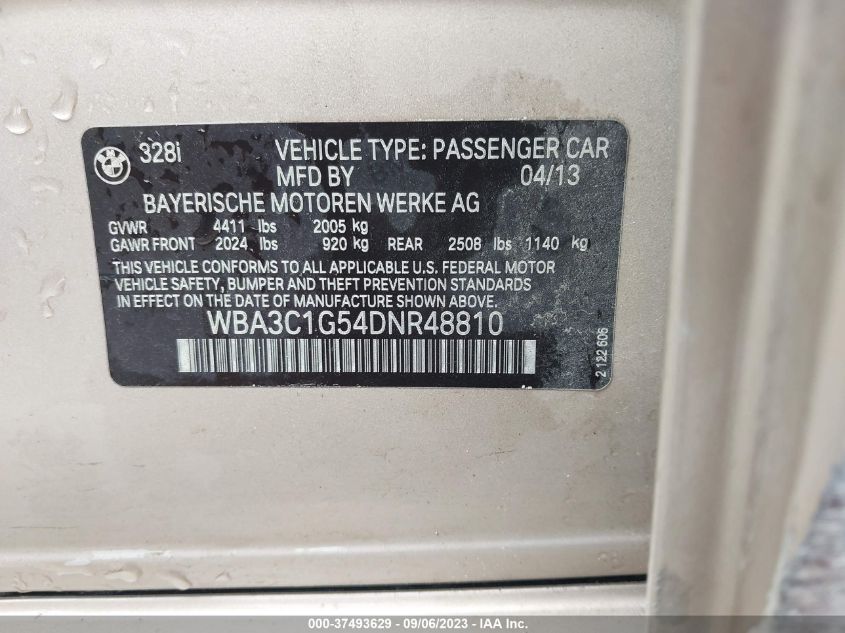 328i VEHICLE TYPE: PASSENGER CAR
MFD BY 04/13
BAYERISCHE MOTOREN WERKE AG
GVWR 4411 lbs 2005 kg
GAWR FRONT 2024 lbs 920 kg REAR 2508 lbs 1140 kg
THIS VEHICLE CONFORMS TO ALL APPLICABLE U.S. FEDERAL MOTOR
VEHICLE SAFETY, BUMPER AND THEFT PREVENTION STANDARDS
IN EFFECT ON THE DATE OF MANUFACTURE SHOWN ABOVE.
WBA3C1G54DNR48810
2 122 606
000-37493629 - 09/06/2023 - IAA Inc.